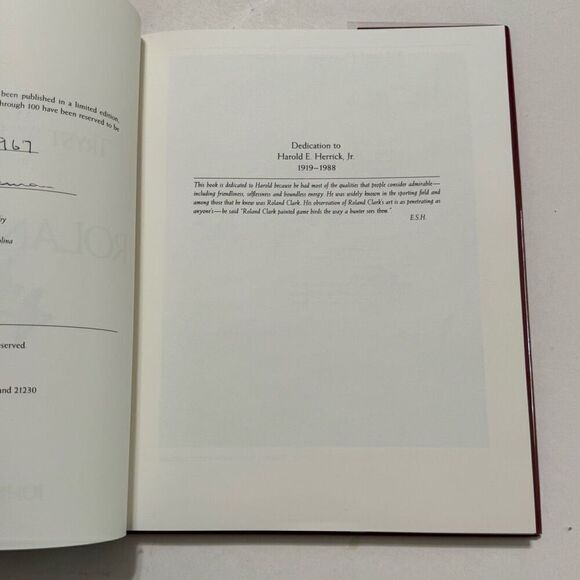 been published in a limited edition,
hrough 100 have been reserved to be
967
olina
served
and 21230
Dedication to
Harold E. Herrick, Jr.
1919–1988
This book is dedicated to Harold because he had most of the qualities that people consider admirable—
including friendliness, selflessness and boundless energy. He was widely known in the sporting field and
among those that he knew was Roland Clark. His observation of Roland Clark's art is as penetrating as
anyone's—he said "Roland Clark painted game birds the way a hunter sees them."
E.S.H.